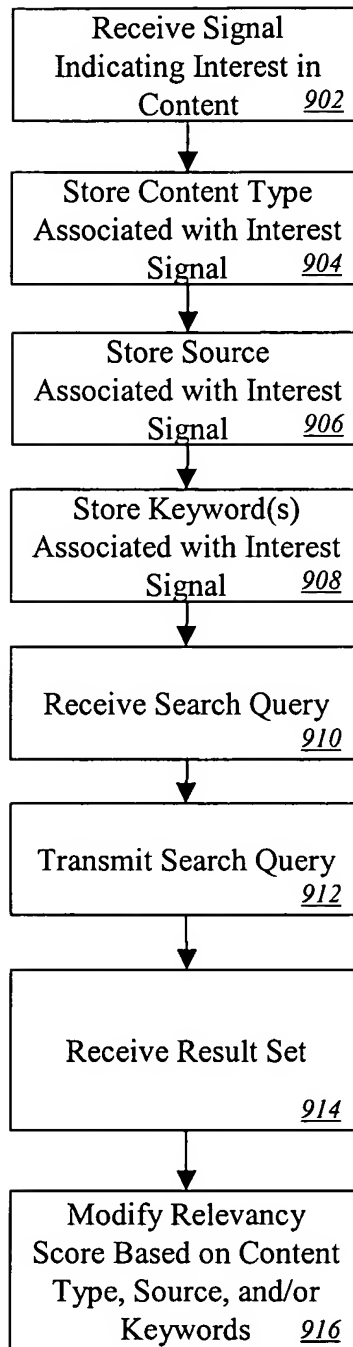 Receive Signal
Indicating Interest in
Content 902
Store Content Type
Associated with Interest
Signal 904
Store Source
Associated with Interest
Signal 906
Store Keyword(s)
Associated with Interest
Signal 908
Receive Search Query
910
Transmit Search Query
912
Receive Result Set
914
Modify Relevancy
Score Based on Content
Type, Source, and/or
Keywords 916